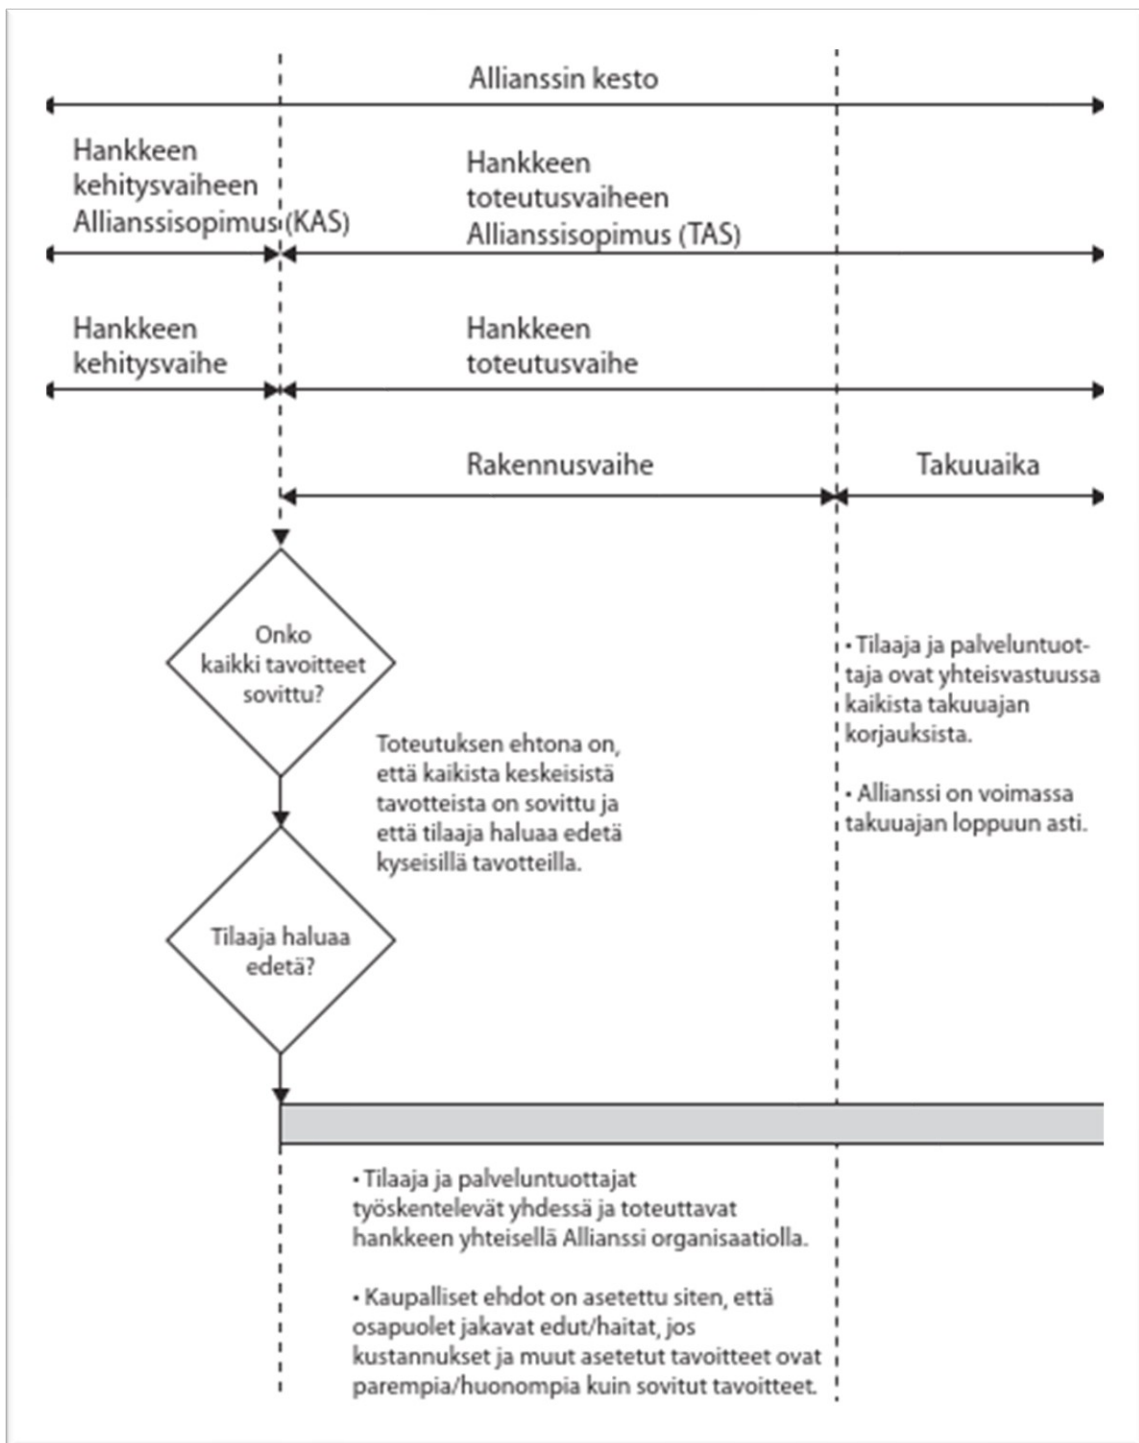 Allianssin kesto
Hankkeen
kehitysvaiheen
Allianssisopimus (KAS)
Hankkeen
toteutusvaiheen
Allianssisopimus (TAS)
Hankkeen
kehitysvaihe
Hankkeen
toteutusvaihe
Rakennusvaihe
Takuuaika
Onko
kaikki tavoitteet
sovittu?
Toteutuksen ehtona on,
että kaikista keskeisistä
tavotteista on sovittu ja
että tilaaja haluaa edetä
kyseisillä tavotteilla.
• Tilaaja ja palveluntuot-
taja ovat yhteisvastuussa
kaikista takuuajan
korjauksista.
• Allianssi on voimassa
takuuajan loppuun asti.
Tilaaja haluaa
edetä?
• Tilaaja ja palveluntuottajat
työskentelevät yhdessä ja toteuttavat
hankkeen yhteisellä Allianssi organisaatiolla.
• Kaupalliset ehdot on asetettu siten, että
osapuolet jakavat edut/haitat, jos
kustannukset ja muut asetetut tavoitteet ovat
parempia/huonompia kuin sovitut tavoitteet.